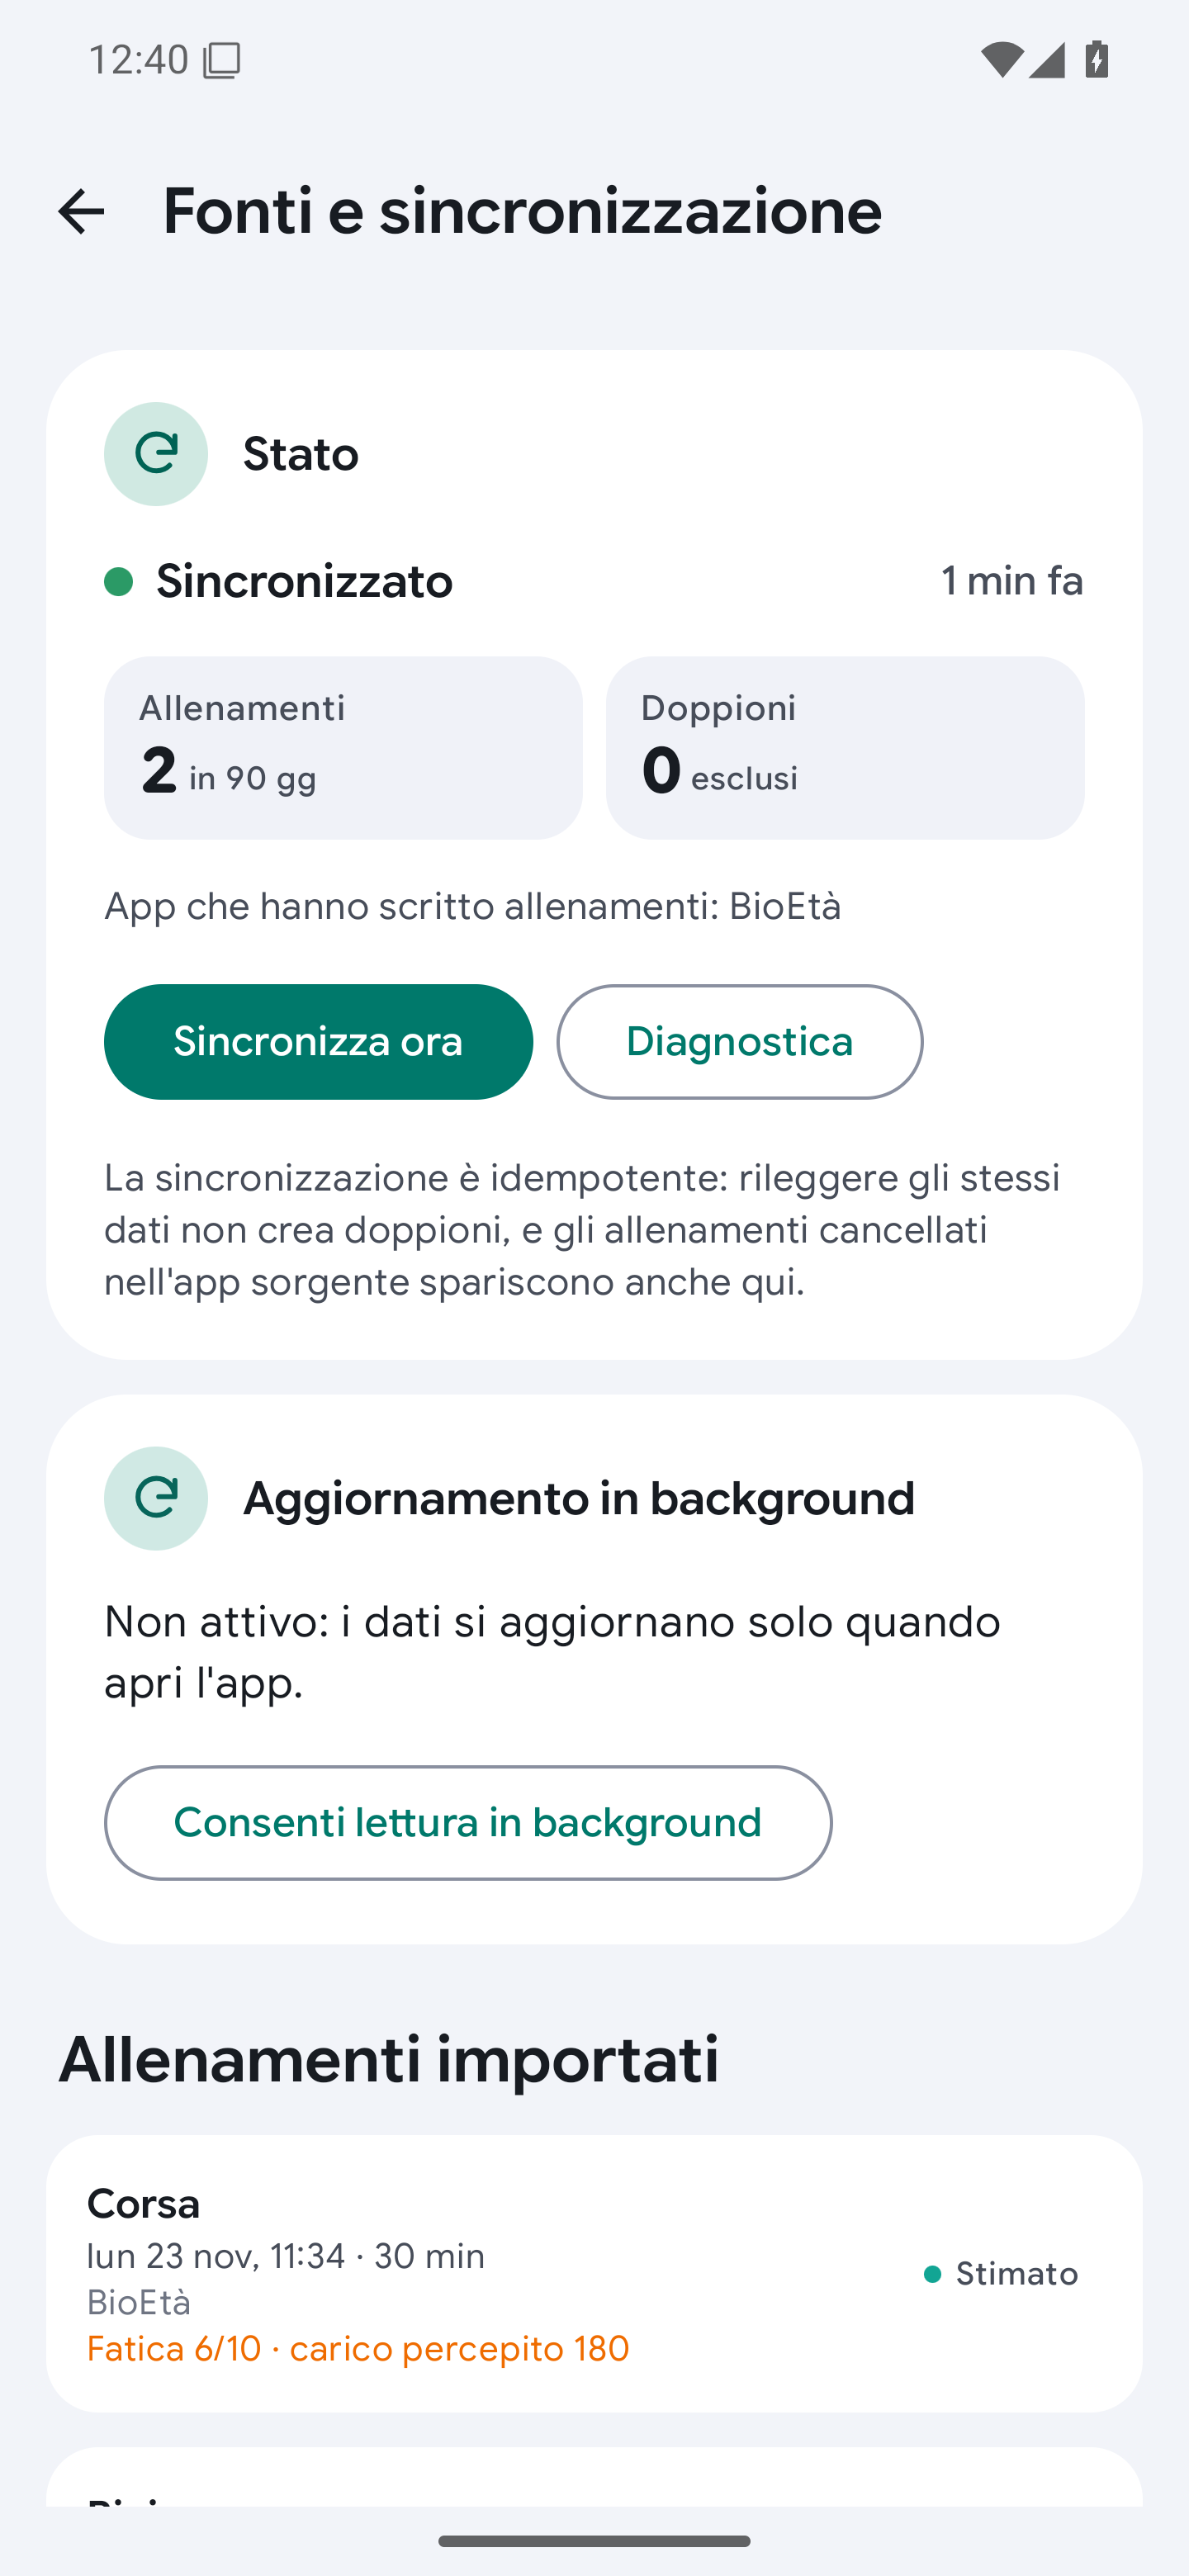 12:40
Fonti e sincronizzazione
Stato
Sincronizzato
1 min fa
Allenamenti
2 in 90 gg
Doppioni
0 esclusi
App che hanno scritto allenamenti: BioEtà
Sincronizza ora
Diagnostica
La sincronizzazione è idempotente: rileggere gli stessi
dati non crea doppioni, e gli allenamenti cancellati
nell'app sorgente spariscono anche qui.
Aggiornamento in background
Non attivo: i dati si aggiornano solo quando
apri l'app.
Consenti lettura in background
Allenamenti importati
Corsa
lun 23 nov, 11:34 · 30 min
BioEtà
Fatica 6/10 · carico percepito 180
Stimato